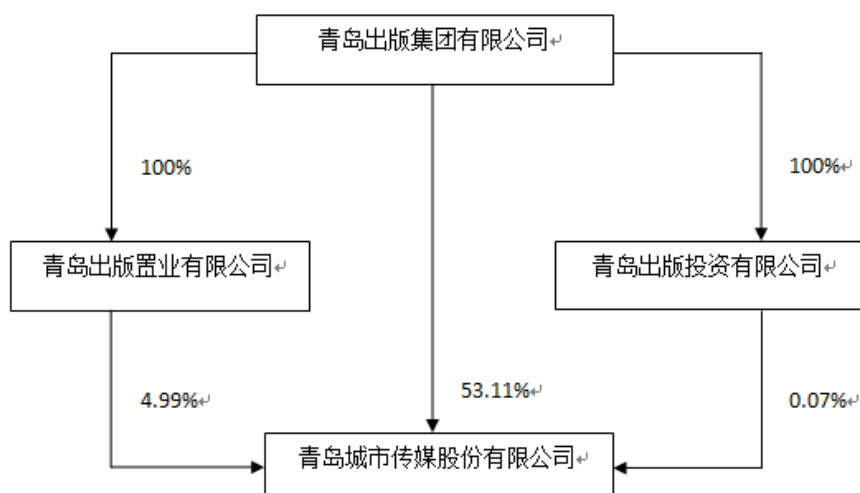 青岛出版集团有限公司↵
100%
100%
青岛出版置业有限公司↵
青岛出版投资有限公司↵
4.99%↵
53.11%↵
0.07%↵
青岛城市传媒股份有限公司↵